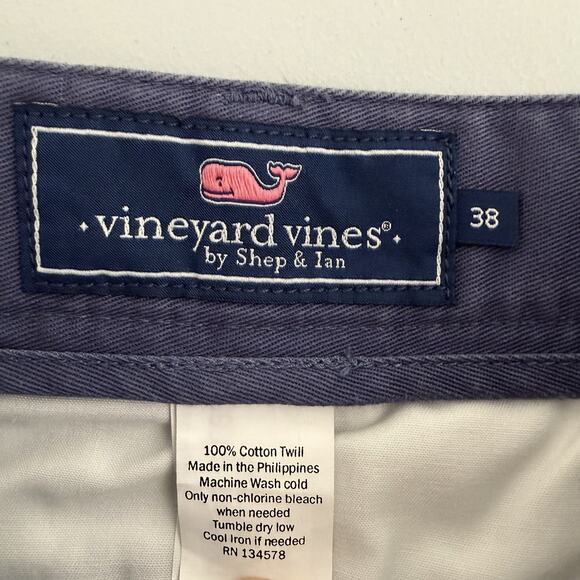 vineyard vines®
by Shep & Ian
38
100% Cotton Twill
Made in the Philippines
Machine Wash cold
Only non-chlorine bleach
when needed
Tumble dry low
Cool Iron if needed
RN 134578